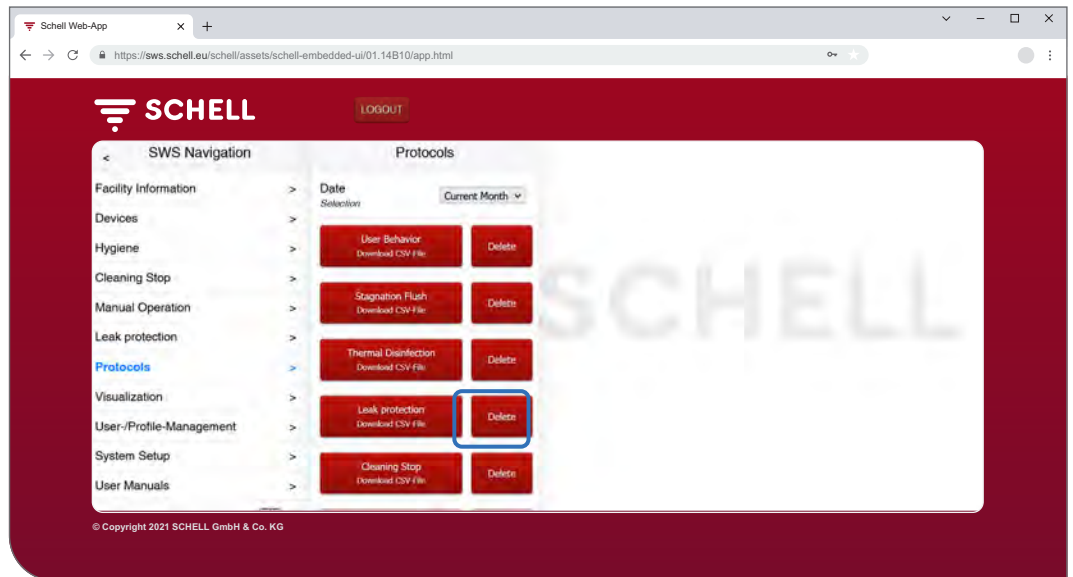 Schell Web-App
https://sws.schell.eu/schell/assets/schell-embedded-ui/01.14B10/app.html
SCHELL
LOGOUT
< SWS Navigation
Protocols
Facility Information >
Devices >
Hygiene >
Cleaning Stop >
Manual Operation >
Leak protection >
Protocols >
Visualization >
User-/Profile-Management >
System Setup >
User Manuals >
Date
Selection
Current Month
User Behavior
Download CSV-File
Delete
Stagnation Flush
Download CSV-File
Delete
Thermal Disinfection
Download CSV-File
Delete
Leak protection
Download CSV-File
Delete
Cleaning Stop
Download CSV-File
Delete
SCHELL
© Copyright 2021 SCHELL GmbH & Co. KG